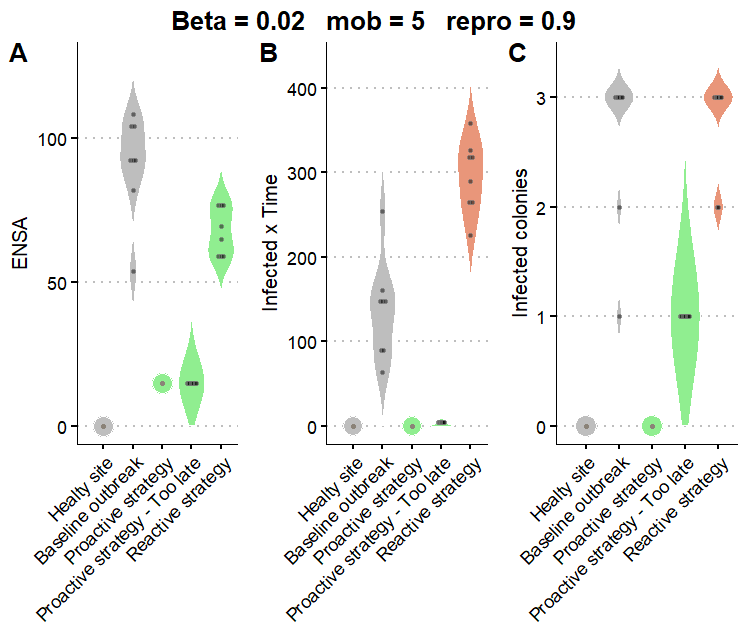 Beta = 0.02   mob = 5   repro = 0.9
A
ENSA
100
50
0
Healty site
Baseline outbreak
Proactive strategy
Proactive strategy - Too late
Reactive strategy
B
Infected x Time
400
300
200
100
0
Healty site
Baseline outbreak
Proactive strategy
Proactive strategy - Too late
Reactive strategy
C
Infected colonies
3
2
1
0
Healty site
Baseline outbreak
Proactive strategy
Proactive strategy - Too late
Reactive strategy